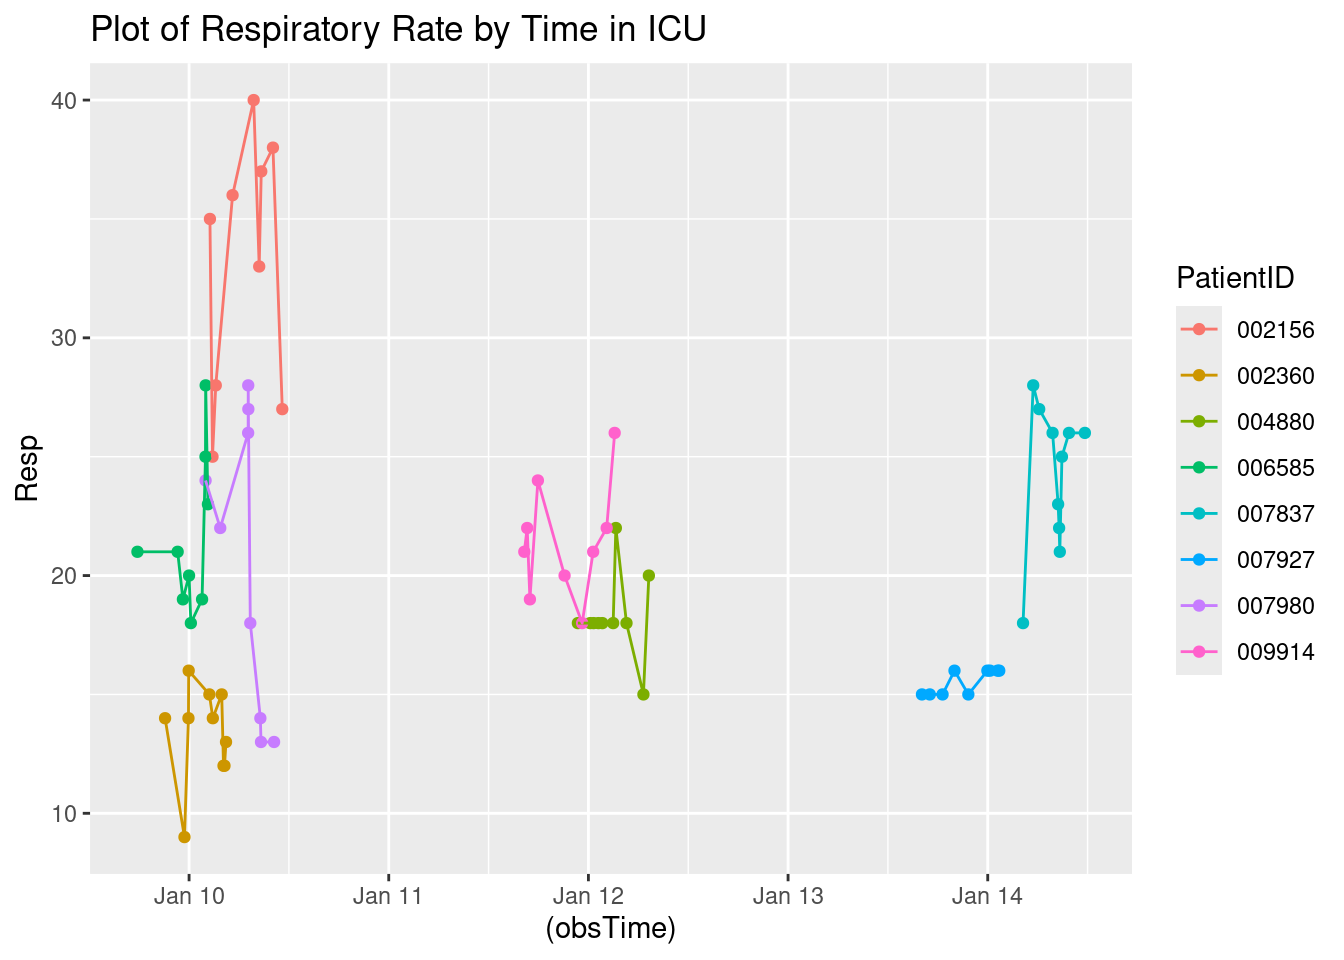 Plot of Respiratory Rate by Time in ICU
40
30
20
10
Resp
Jan 10 Jan 11 Jan 12 Jan 13 Jan 14
(obsTime)
PatientID
002156
002360
004880
006585
007837
007927
007980
009914